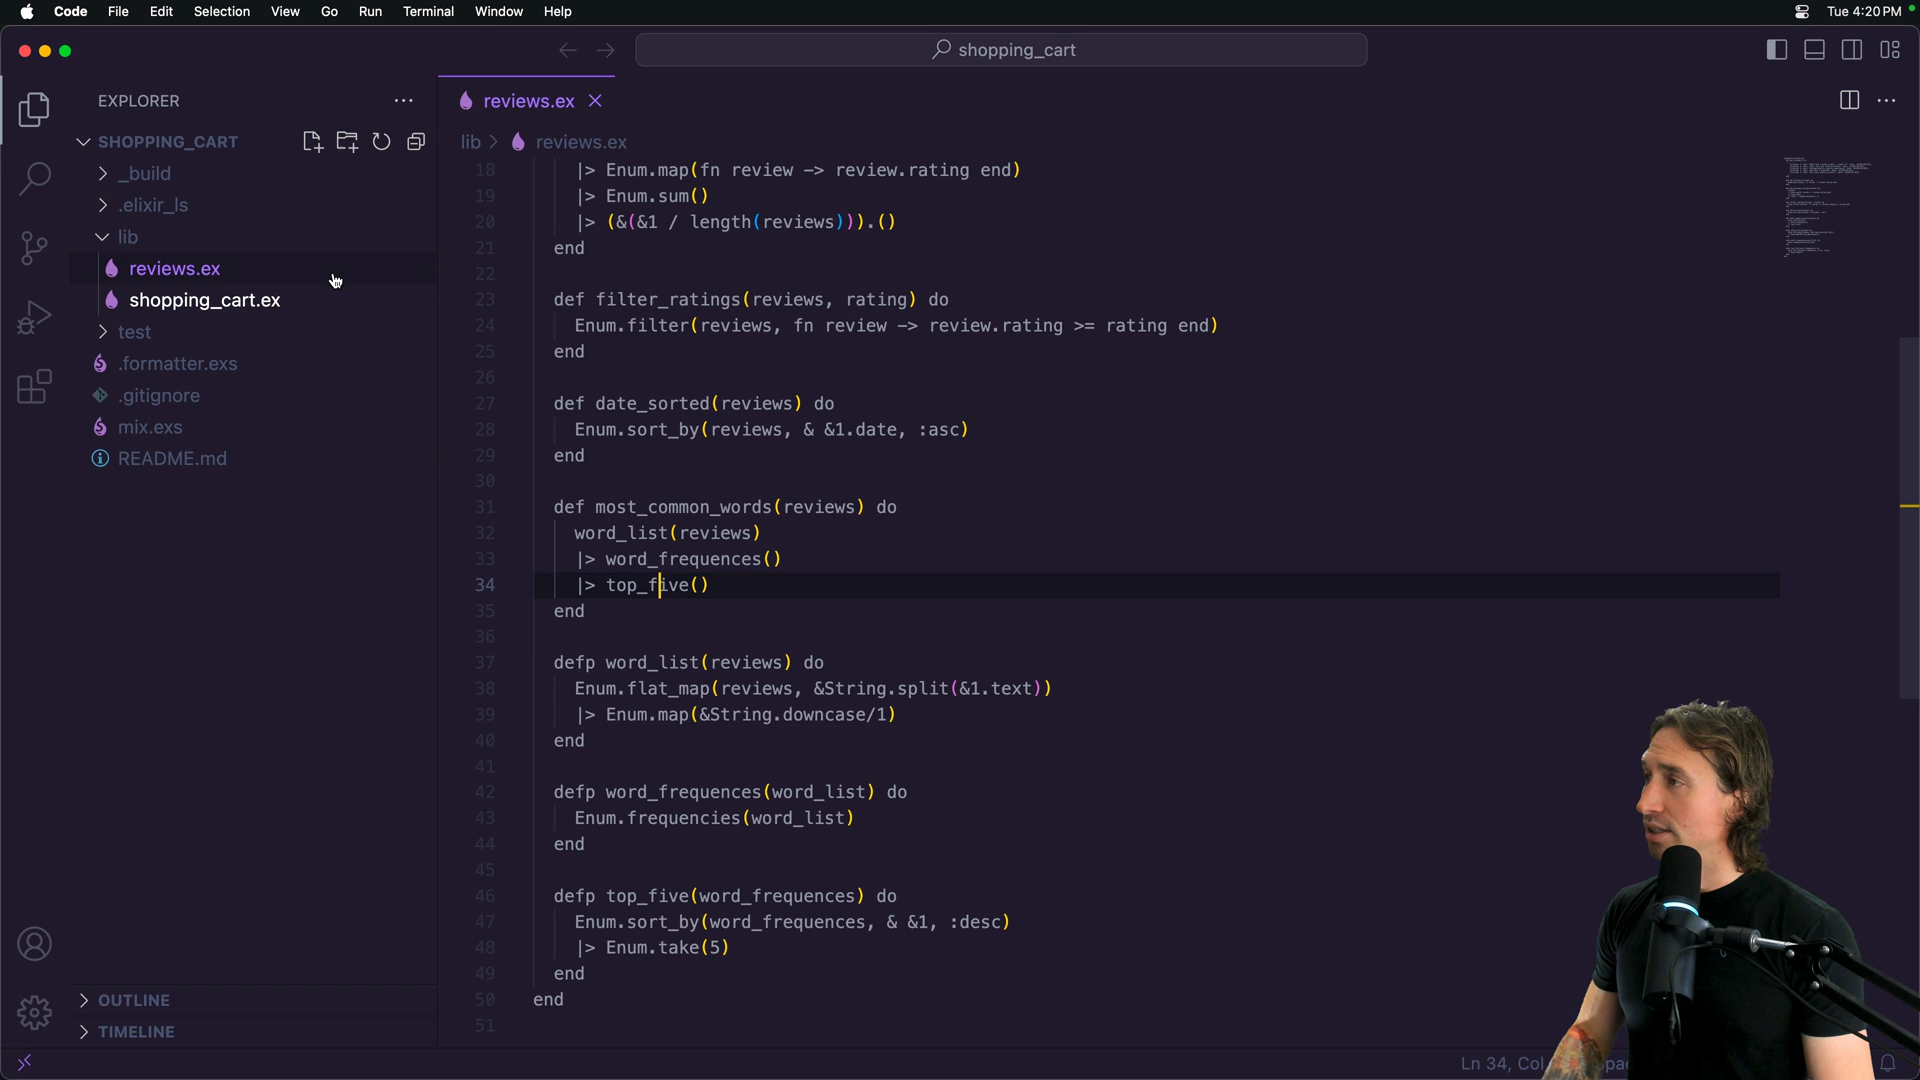 Code File Edit Selection View Go Run Terminal Window Help Tue 4:20 PM
shopping_cart
EXPLORER
SHOPPING_CART
_build
.elixir_ls
lib
reviews.ex
shopping_cart.ex
test
.formatter.exs
.gitignore
mix.exs
README.md
OUTLINE
TIMELINE
reviews.ex
lib > reviews.ex
18 |> Enum.map(fn review -> review.rating end)
19 |> Enum.sum()
20 |> (&(&1 / length(reviews))).()
21 end
22
23 def filter_ratings(reviews, rating) do
24 Enum.filter(reviews, fn review -> review.rating >= rating end)
25 end
26
27 def date_sorted(reviews) do
28 Enum.sort_by(reviews, & &1.date, :asc)
29 end
30
31 def most_common_words(reviews) do
32 word_list(reviews)
33 |> word_frequences()
34 |> top_five()
35 end
36
37 defp word_list(reviews) do
38 Enum.flat_map(reviews, &String.split(&1.text))
39 |> Enum.map(&String.downcase/1)
40 end
41
42 defp word_frequences(word_list) do
43 Enum.frequencies(word_list)
44 end
45
46 defp top_five(word_frequences) do
47 Enum.sort_by(word_frequences, & &1, :desc)
48 |> Enum.take(5)
49 end
50 end
51
Ln 34, Col